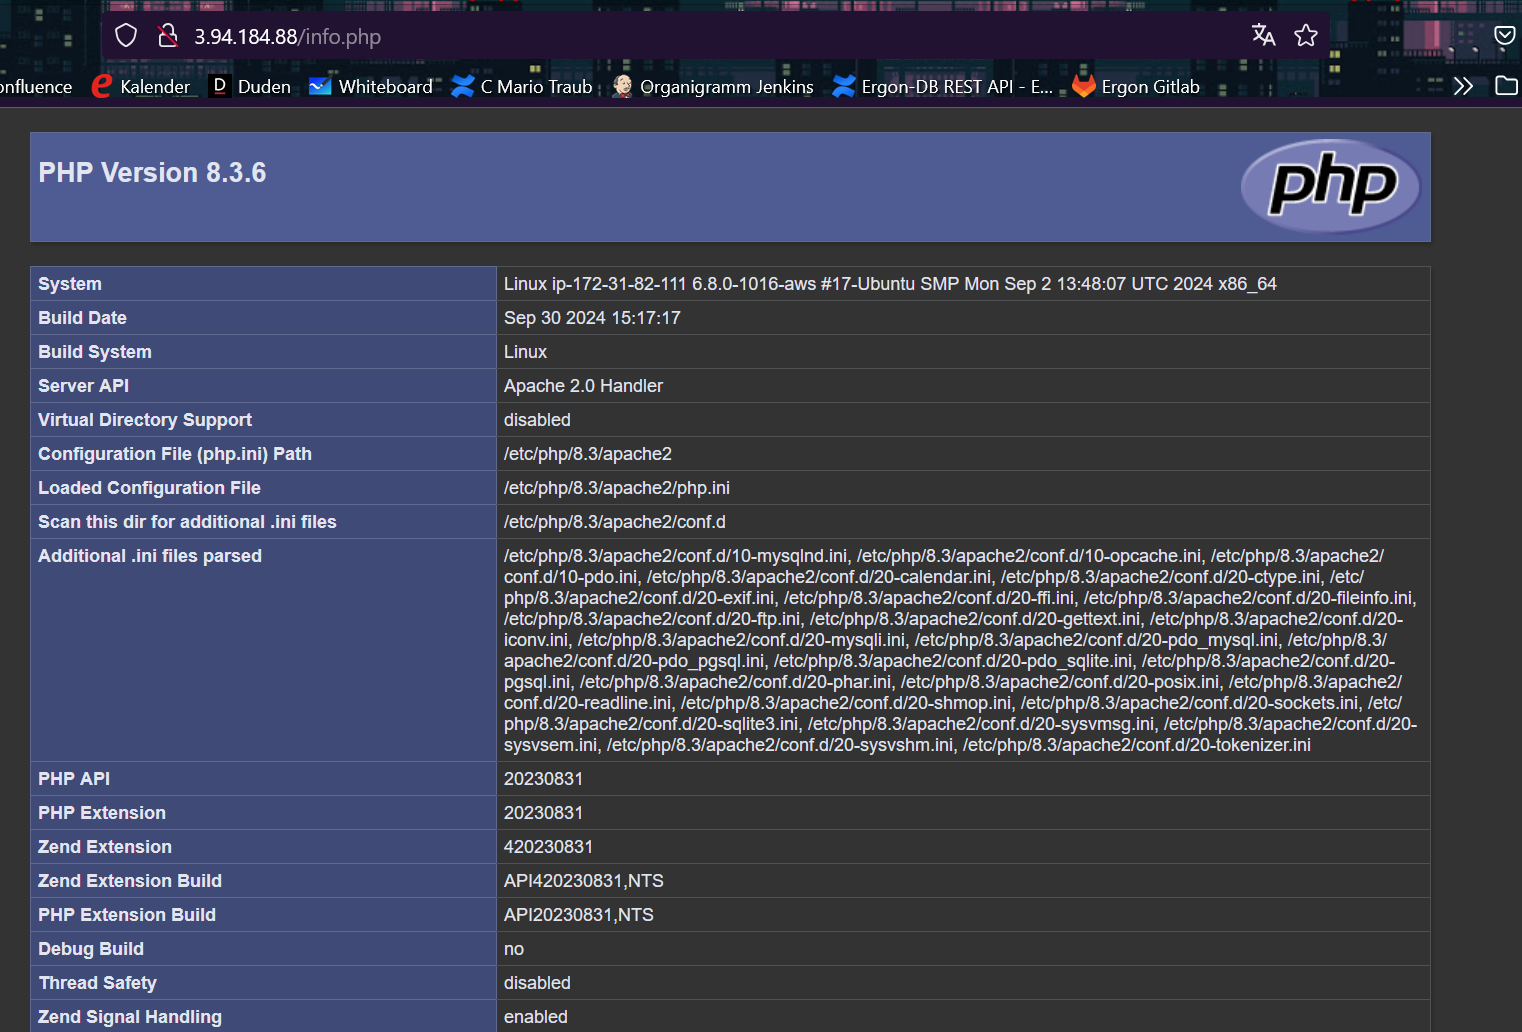 3.94.184.88/info.php
onfluence Kalender Duden Whiteboard C Mario Traub Organigramm Jenkins Ergon-DB REST API - E... Ergon Gitlab
PHP Version 8.3.6
php
System Linux ip-172-31-82-111 6.8.0-1016-aws #17-Ubuntu SMP Mon Sep 2 13:48:07 UTC 2024 x86_64
Build Date Sep 30 2024 15:17:17
Build System Linux
Server API Apache 2.0 Handler
Virtual Directory Support disabled
Configuration File (php.ini) Path /etc/php/8.3/apache2
Loaded Configuration File /etc/php/8.3/apache2/php.ini
Scan this dir for additional .ini files /etc/php/8.3/apache2/conf.d
Additional .ini files parsed /etc/php/8.3/apache2/conf.d/10-mysqlnd.ini, /etc/php/8.3/apache2/conf.d/10-opcache.ini, /etc/php/8.3/apache2/
conf.d/10-pdo.ini, /etc/php/8.3/apache2/conf.d/20-calendar.ini, /etc/php/8.3/apache2/conf.d/20-ctype.ini, /etc/
php/8.3/apache2/conf.d/20-exif.ini, /etc/php/8.3/apache2/conf.d/20-ffi.ini, /etc/php/8.3/apache2/conf.d/20-fileinfo.ini,
/etc/php/8.3/apache2/conf.d/20-ftp.ini, /etc/php/8.3/apache2/conf.d/20-gettext.ini, /etc/php/8.3/apache2/conf.d/20-
iconv.ini, /etc/php/8.3/apache2/conf.d/20-mysqli.ini, /etc/php/8.3/apache2/conf.d/20-pdo_mysql.ini, /etc/php/8.3/
apache2/conf.d/20-pdo_pgsql.ini, /etc/php/8.3/apache2/conf.d/20-pdo_sqlite.ini, /etc/php/8.3/apache2/conf.d/20-
pgsql.ini, /etc/php/8.3/apache2/conf.d/20-phar.ini, /etc/php/8.3/apache2/conf.d/20-posix.ini, /etc/php/8.3/apache2/
conf.d/20-readline.ini, /etc/php/8.3/apache2/conf.d/20-shmop.ini, /etc/php/8.3/apache2/conf.d/20-sockets.ini, /etc/
php/8.3/apache2/conf.d/20-sqlite3.ini, /etc/php/8.3/apache2/conf.d/20-sysvmsg.ini, /etc/php/8.3/apache2/conf.d/20-
sysvsem.ini, /etc/php/8.3/apache2/conf.d/20-sysvshm.ini, /etc/php/8.3/apache2/conf.d/20-tokenizer.ini
PHP API 20230831
PHP Extension 20230831
Zend Extension 420230831
Zend Extension Build API420230831,NTS
PHP Extension Build API20230831,NTS
Debug Build no
Thread Safety disabled
Zend Signal Handling enabled